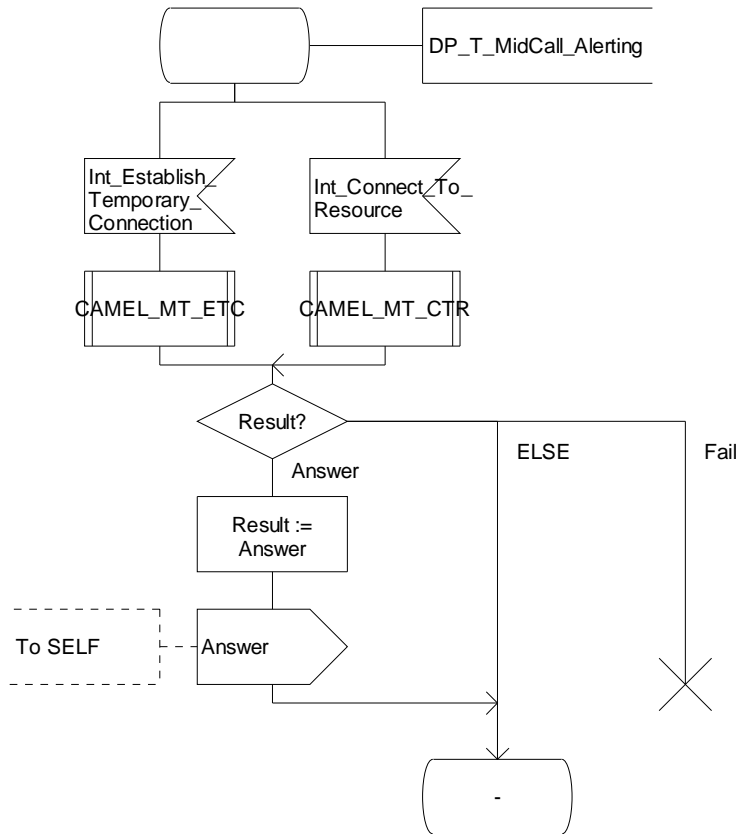 DP_T_MidCall_Alerting
Int_Establish_
Temporary_
Connection
Int_Connect_To_
Resource
CAMEL_MT_ETC
CAMEL_MT_CTR
Result?
ELSE
Fail
Answer
Result :=
Answer
To SELF
Answer
-